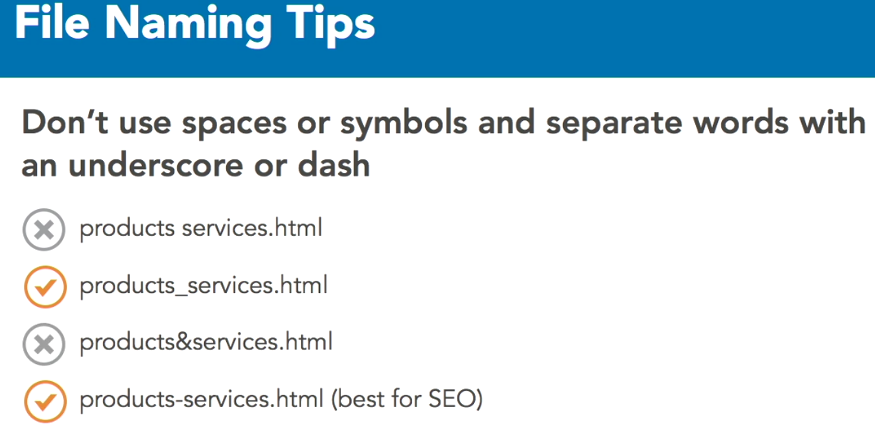 File Naming Tips
Don’t use spaces or symbols and separate words with
an underscore or dash
products services.html
products_services.html
products&services.html
products-services.html (best for SEO)